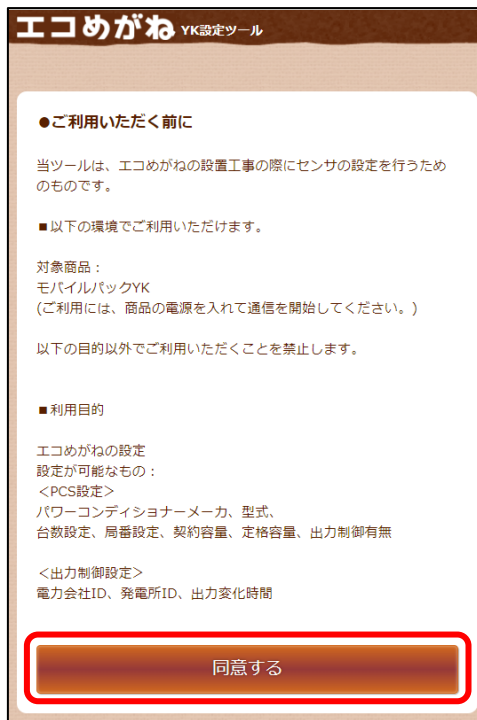 エコめがね YK設定ツール
●ご利用いただく前に
当ツールは、エコめがねの設置工事の際にセンサの設定を行うため
のものです。
■以下の環境でご利用いただけます。
対象商品：
モバイルパックYK
(ご利用には、商品の電源を入れて通信を開始してください。)
以下の目的以外でご利用いただくことを禁止します。
■利用目的
エコめがねの設定
設定が可能なもの：
＜PCS設定＞
パワーコンディショナーメーカ、型式、
台数設定、局番設定、契約容量、定格容量、出力制御有無
＜出力制御設定＞
電力会社ID、発電所ID、出力変化時間
同意する